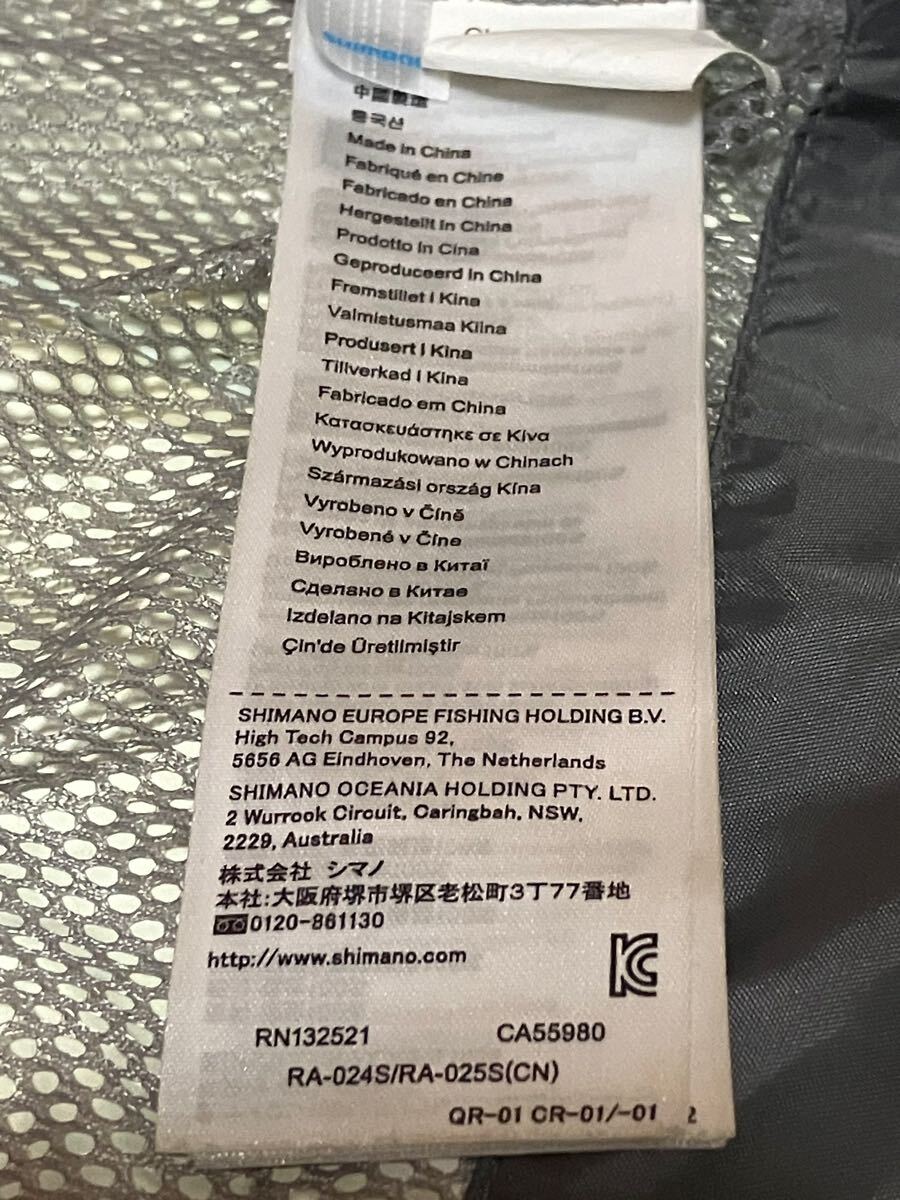 SHIMANO
中國製造
중국산
Made in China
Fabriqué en Chine
Fabricado en China
Hergestellt in China
Prodotto in Cina
Geproduceerd in China
Fremstillet i Kina
Valmistusmaa Kiina
Produsert i Kina
Tillverkad i Kina
Fabricado em China
Κατασκευάστηκε σε Κίνα
Wyprodukowano w Chinach
Származási ország Kína
Vyrobeno v Číně
Vyrobené v Číne
Вироблено в Китаї
Сделано в Китае
Izdelano na Kitajskem
Çin'de Üretilmiştir
SHIMANO EUROPE FISHING HOLDING B.V.
High Tech Campus 92,
5656 AG Eindhoven, The Netherlands
SHIMANO OCEANIA HOLDING PTY. LTD.
2 Wurrook Circuit, Caringbah, NSW,
2229, Australia
株式会社 シマノ
本社:大阪府堺市堺区老松町3丁77番地
0120-861130
http://www.shimano.com
RN132521 CA55980
RA-024S/RA-025S(CN)
QR-01 CR-01/-01 2